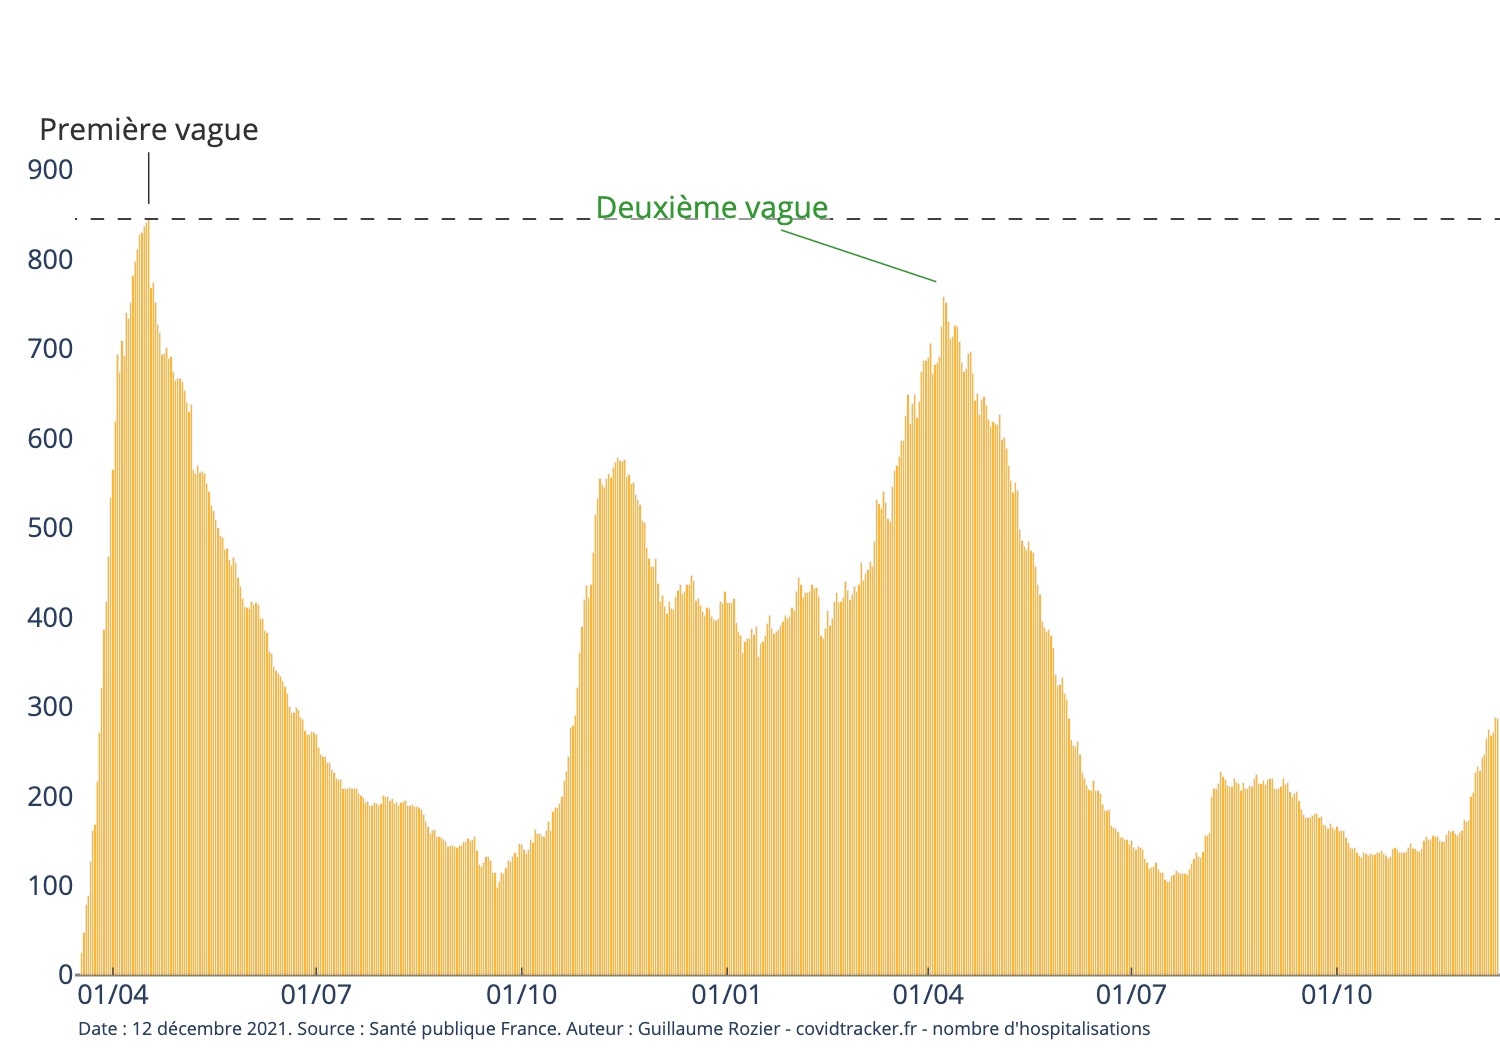 Première vague
900
Deuxième vague
800
700
600
500
400
300
200
100
0
01/04 01/07 01/10 01/01 01/04 01/07 01/10
Date : 12 décembre 2021. Source : Santé publique France. Auteur : Guillaume Rozier - covidtracker.fr - nombre d'hospitalisations